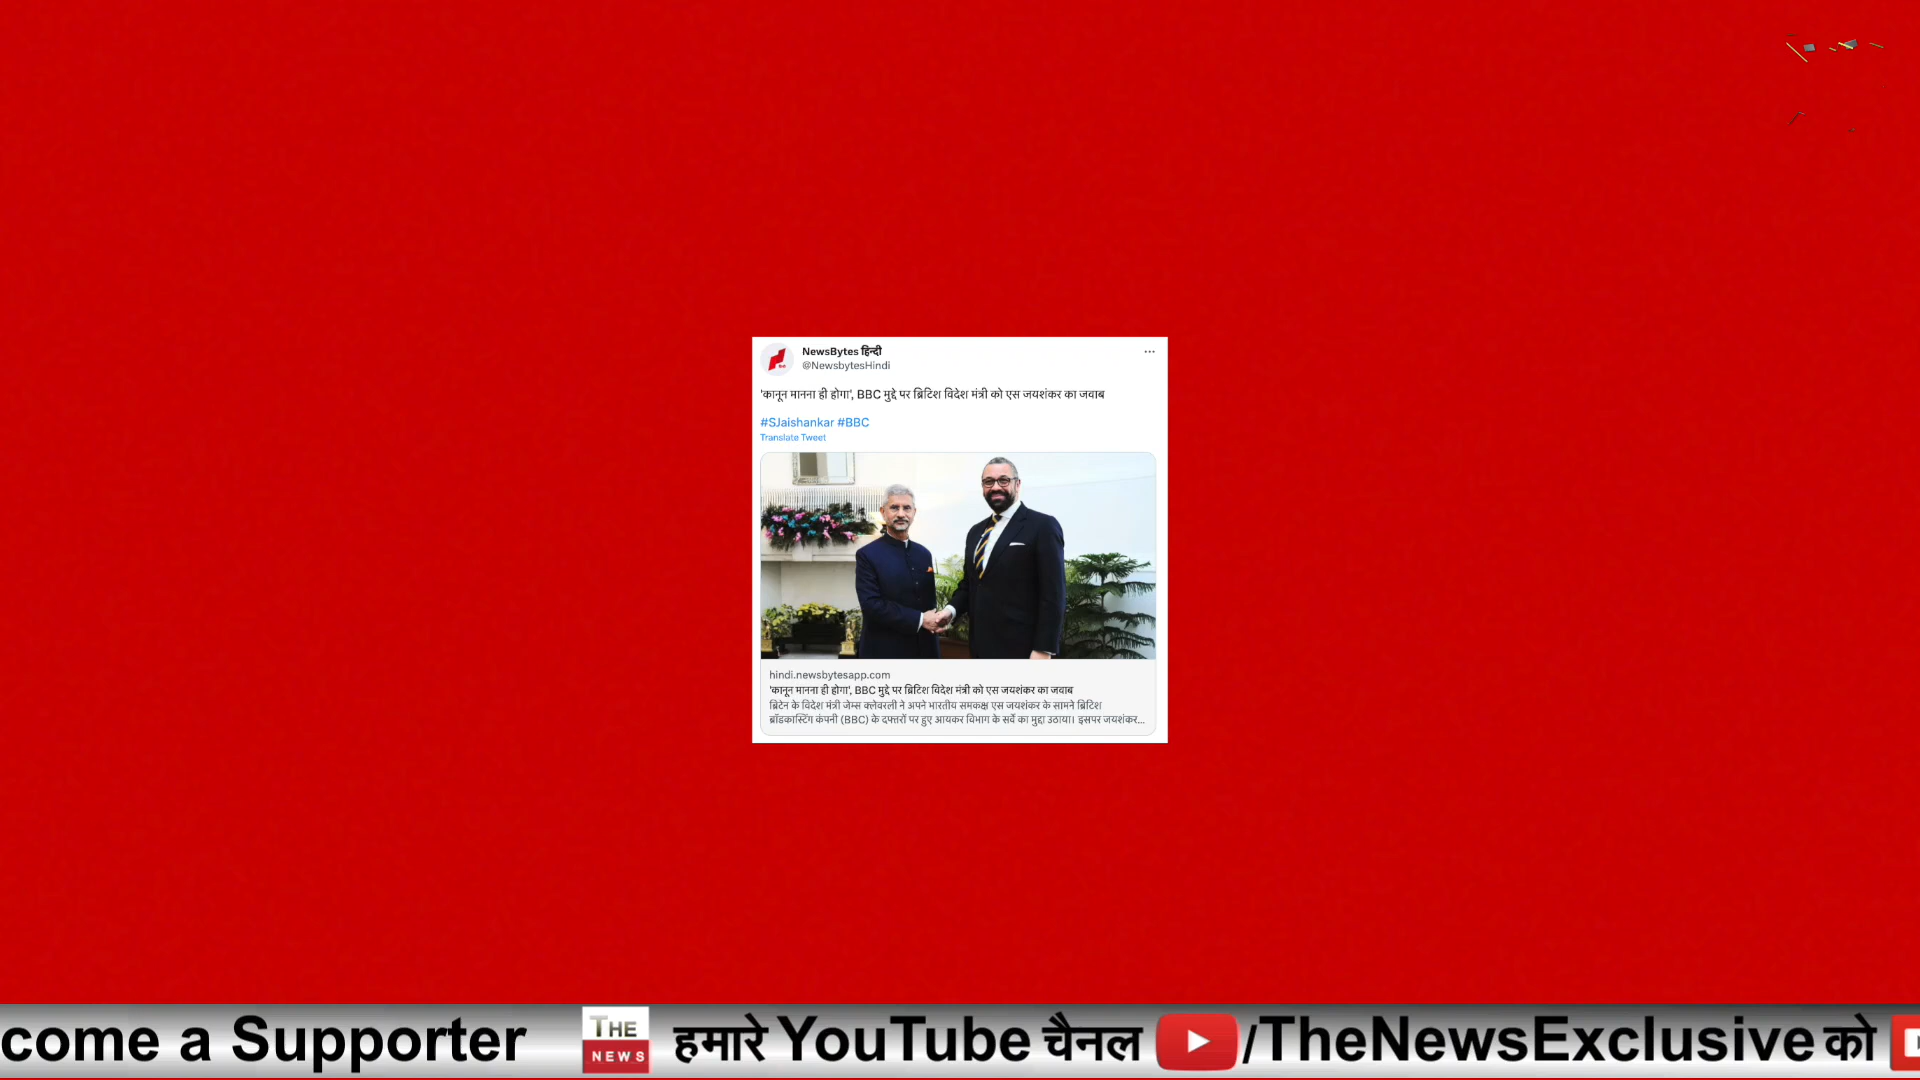 NewsBytes हिन्दी
@NewsbytesHindi
'कानून मानना ही होगा', BBC मुद्दे पर ब्रिटिश विदेश मंत्री को एस जयशंकर का जवाब
#SJaishankar #BBC
Translate Tweet
hindi.newsbytesapp.com
'कानून मानना ही होगा', BBC मुद्दे पर ब्रिटिश विदेश मंत्री को एस जयशंकर का जवाब
ब्रिटेन के विदेश मंत्री जेम्स क्लेवरली ने अपने भारतीय समकक्ष एस जयशंकर के सामने ब्रिटिश
ब्रॉडकास्टिंग कंपनी (BBC) के दफ्तरों पर हुए आयकर विभाग के सर्वे का मुद्दा उठाया। इसपर जयशंकर...
come a Supporter THE NEWS हमारे YouTube चैनल /TheNewsExclusive को